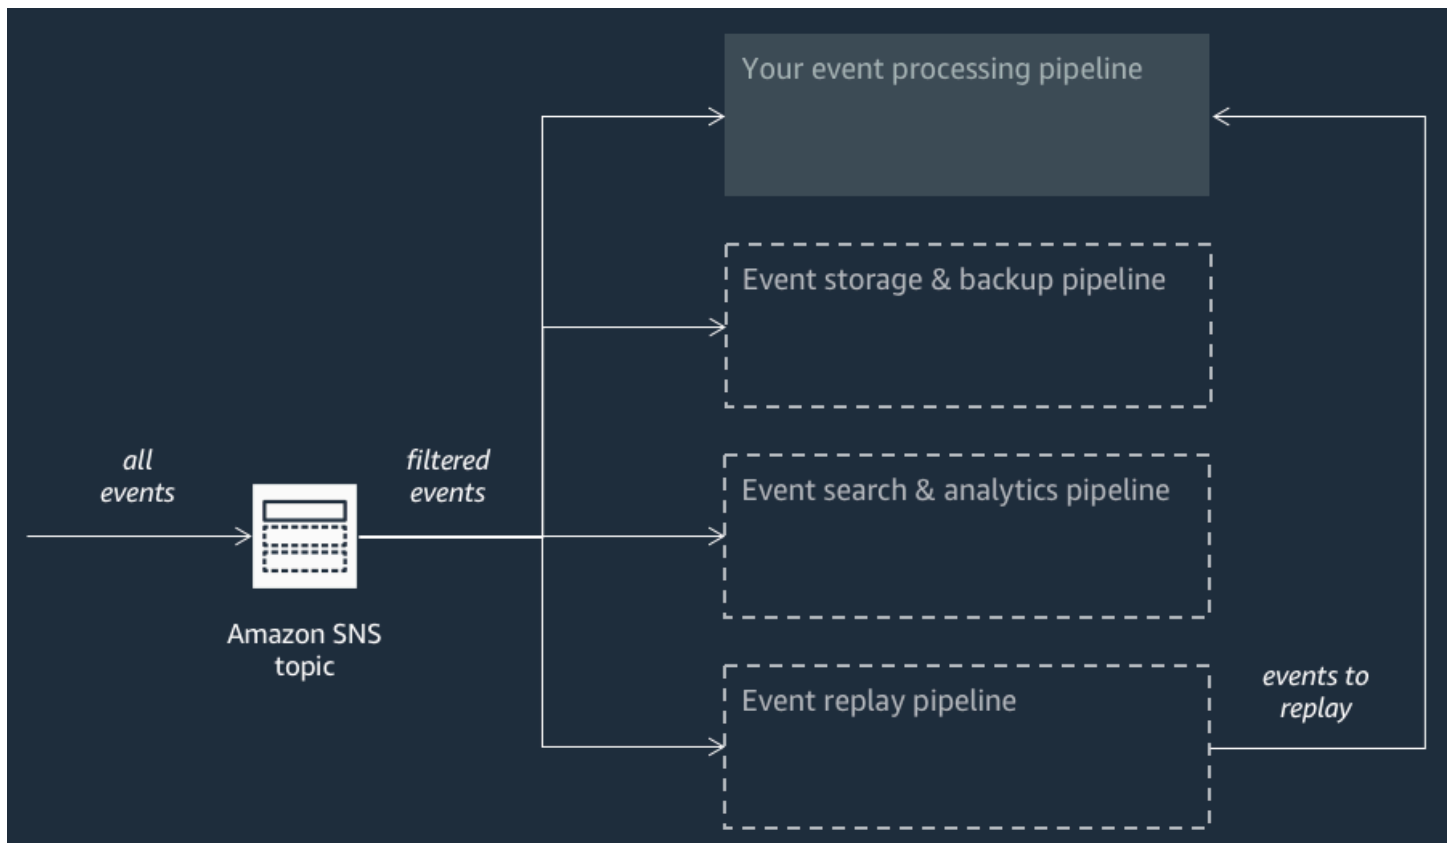 Your event processing pipeline
Event storage & backup pipeline
all
events
filtered
events
Event search & analytics pipeline
Amazon SNS
topic
Event replay pipeline
events to
replay